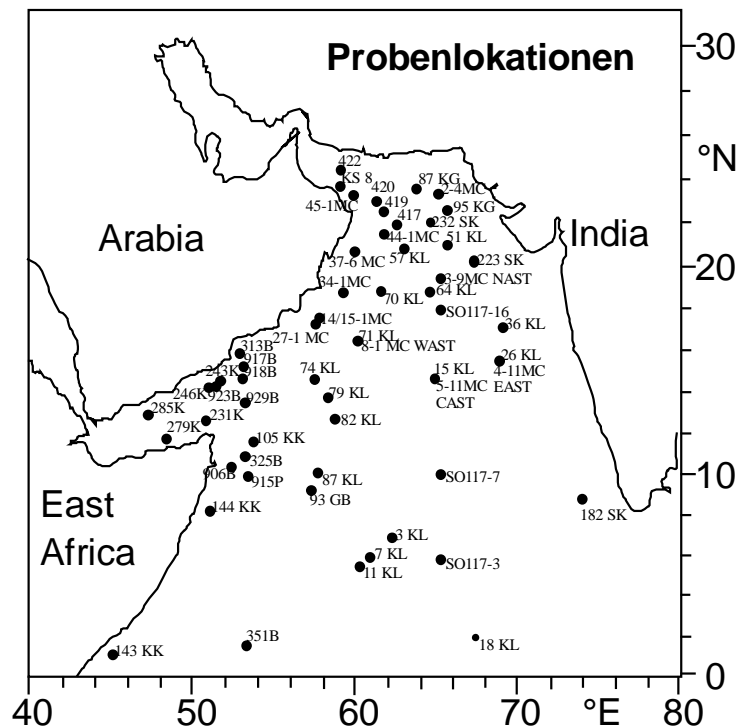 Probenlokationen
30
°N
422
KS 8
87 KG
420
2-4MC
45-1MC
419
95 KG
417
232 SK
Arabia
44-1MC
51 KL
India
37-6 MC
57 KL
223 SK
20
34-1MC
3-9MC NAST
70 KL
64 KL
SO117-16
14/15-1MC
36 KL
27-1 MC
71 KL
8-1 MC WAST
313B
917B
26 KL
4-11MC
EAST
243K
918B
74 KL
15 KL
5-11MC
CAST
246K
923B
929B
79 KL
285K
231K
82 KL
279K
105 KK
325B
906B
915P
87 KL
SO117-7
10
93 GB
East
Africa
144 KK
182 SK
3 KL
7 KL
SO117-3
11 KL
351B
18 KL
143 KK
0
40
50
60
70
80
°E